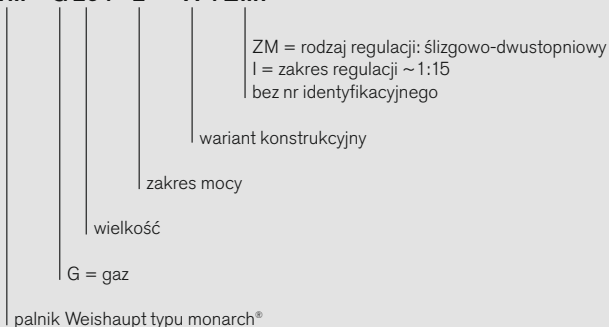 ZM = rodzaj regulacji: ślizgowo-dwustopniowy
I = zakres regulacji ~ 1:15
bez nr identyfikacyjnego
wariant konstrukcyjny
zakres mocy
wielkość
G = gaz
palnik Weishaupt typu monarch®